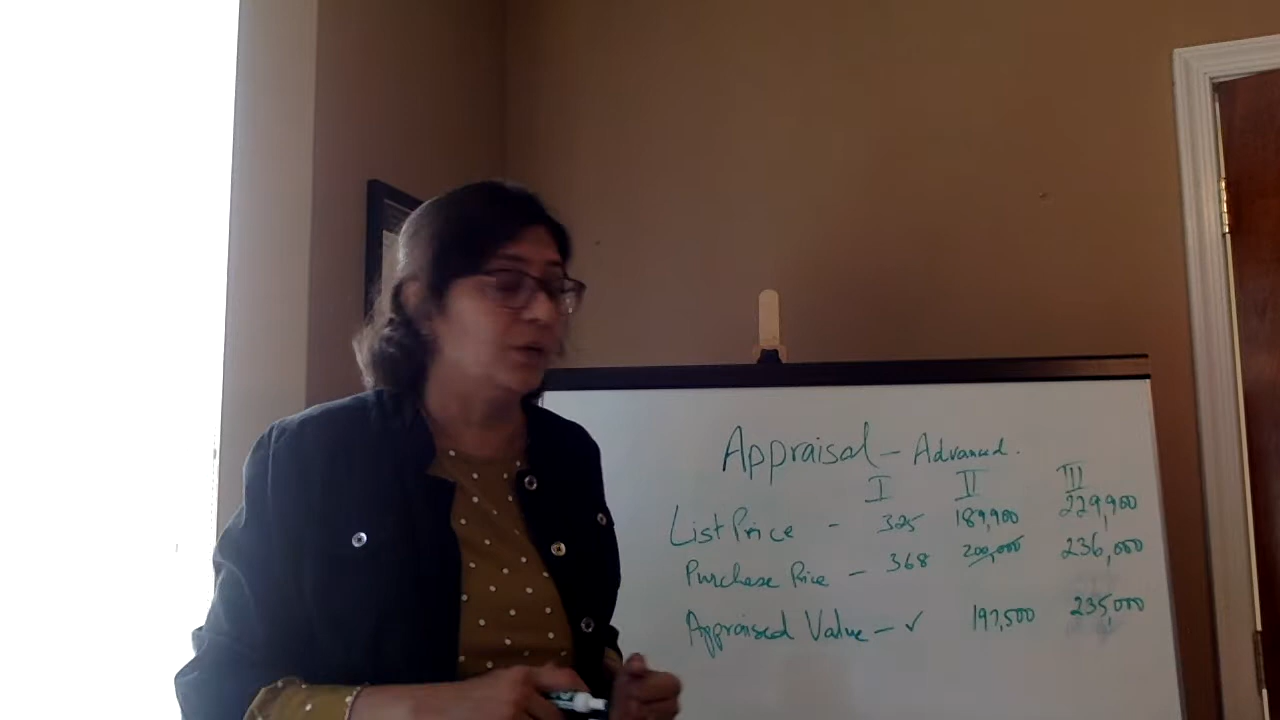 Appraisal - Advanced.
I II III
List Price - 325 189,900 229,900
Purchase Price - 368 200,000 236,000
Appraised Value - ✓ 197,500 235,000